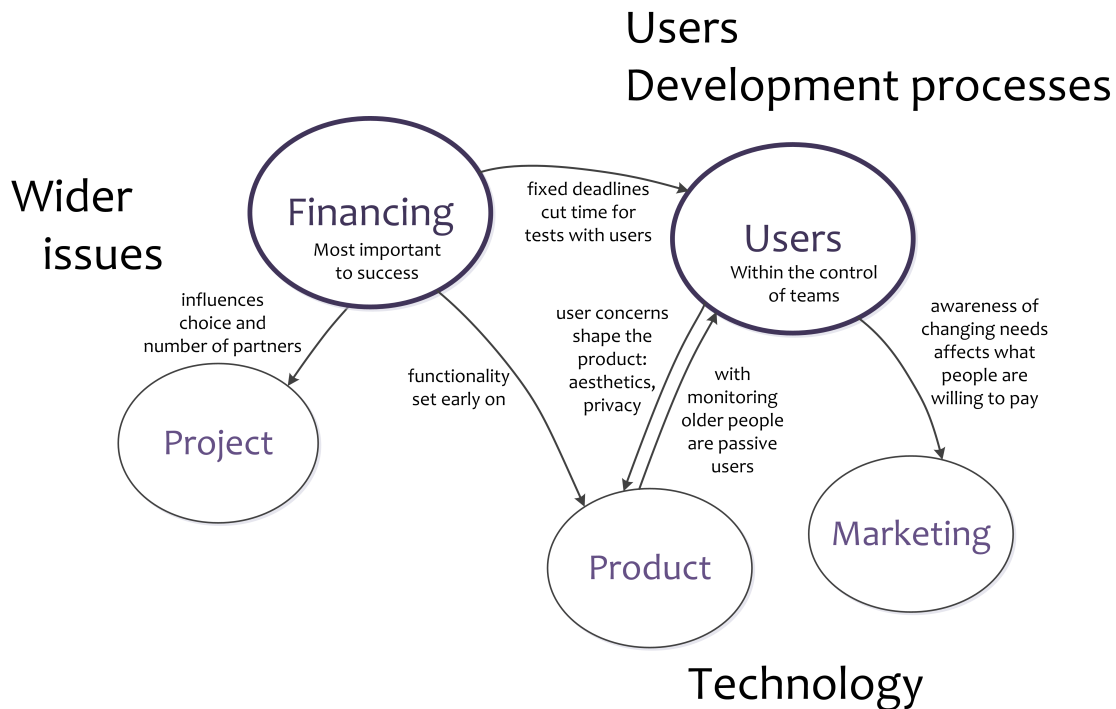 Users
Development processes
Wider
issues
Financing
Most important
to success
fixed deadlines
cut time for
tests with users
Users
Within the control
of teams
influences
choice and
number of partners
functionality
set early on
user concerns
shape the
product:
aesthetics,
privacy
with
monitoring
older people
are passive
users
awareness of
changing needs
affects what
people are
willing to pay
Project
Product
Marketing
Technology